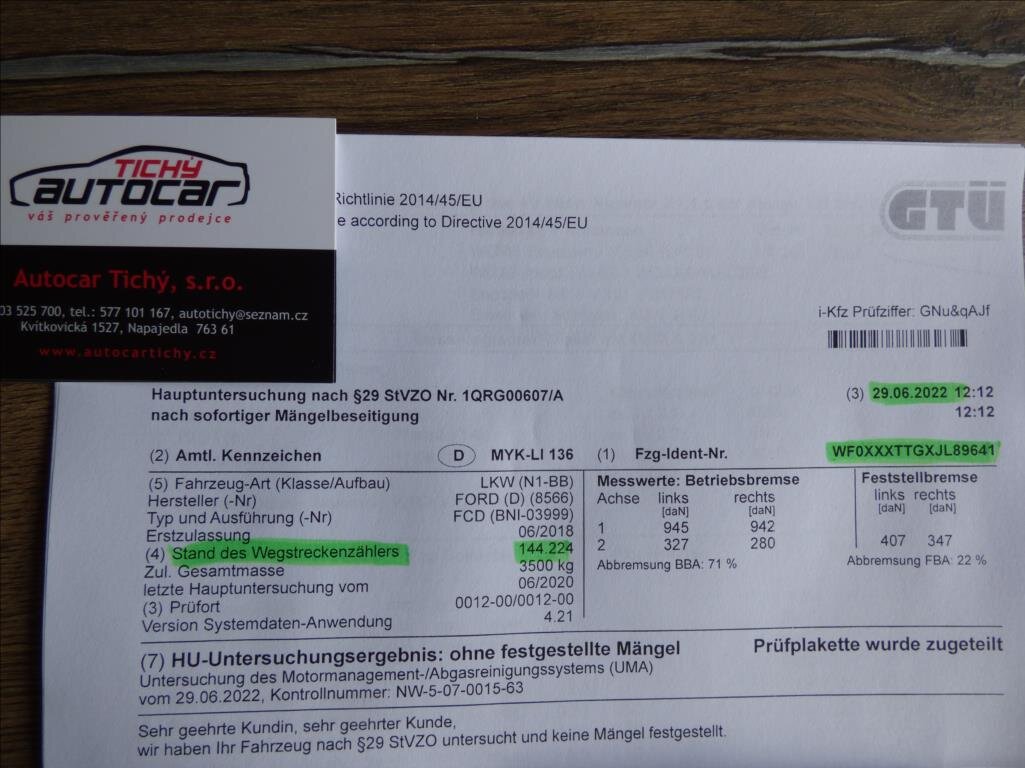 TICHÝ
AUTOCAR
váš prověřený prodejce
Autocar Tichý, s.r.o.
03 525 700, tel.: 577 101 167, autotichy@seznam.cz
Kvítkovická 1527, Napajedla 763 61
www.autocartichy.cz
Richtlinie 2014/45/EU
e according to Directive 2014/45/EU
GTÜ
i-Kfz Prüfziffer: GNu&qAJf
Hauptuntersuchung nach §29 StVZO Nr. 1QRG00607/A
nach sofortiger Mängelbeseitigung
(3) 29.06.2022 12:12
12:12
(2) Amtl. Kennzeichen D MYK-LI 136 (1) Fzg-Ident-Nr. WF0XXXTTGXJL89641
(5) Fahrzeug-Art (Klasse/Aufbau) LKW (N1-BB)
Hersteller (-Nr) FORD (D) (8566)
Typ und Ausführung (-Nr) FCD (BNI-03999)
Erstzulassung 06/2018
(4) Stand des Wegstreckenzählers 144.224
Zul. Gesamtmasse 3500 kg
letzte Hauptuntersuchung vom 06/2020
(3) Prüfort 0012-00/0012-00
Version Systemdaten-Anwendung 4.21
Messwerte: Betriebsbremse
Achse links rechts
[daN] [daN]
1 945 942
2 327 280
Abbremsung BBA: 71 %
Feststellbremse
links rechts
[daN] [daN]
407 347
Abbremsung FBA: 22 %
(7) HU-Untersuchungsergebnis: ohne festgestellte Mängel Prüfplakette wurde zugeteilt
Untersuchung des Motormanagement-/Abgasreinigungssystems (UMA)
vom 29.06.2022, Kontrollnummer: NW-5-07-0015-63
Sehr geehrte Kundin, sehr geehrter Kunde,
wir haben Ihr Fahrzeug nach §29 StVZO untersucht und keine Mängel festgestellt.